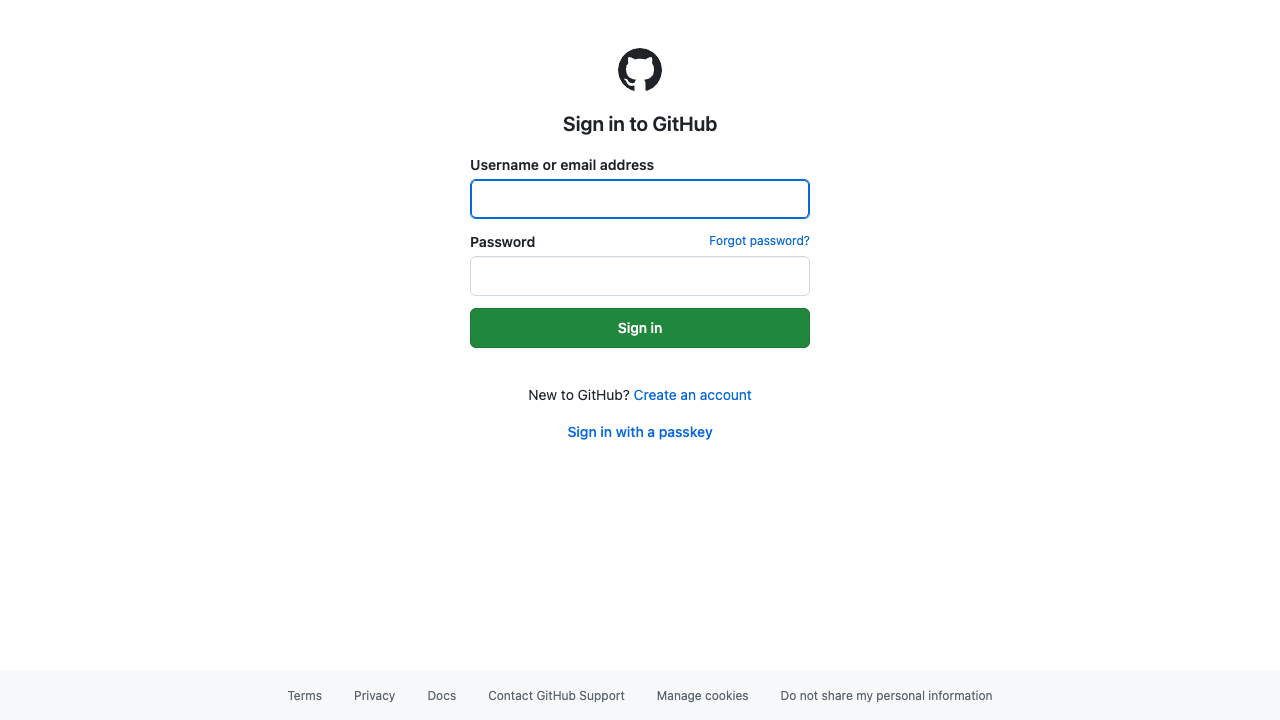 Sign in to GitHub
Username or email address
Password
Forgot password?
Sign in
New to GitHub? Create an account
Sign in with a passkey
Terms Privacy Docs Contact GitHub Support Manage cookies Do not share my personal information